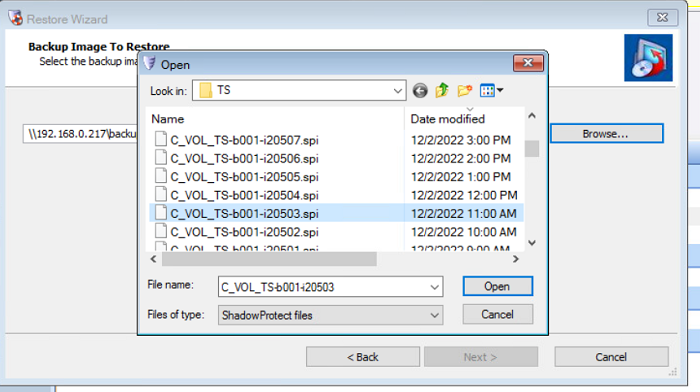 Restore Wizard
Backup Image To Restore
Select the backup ima
Open
Look in: TS
Name Date modified
C_VOL_TS-b001-i20507.spi 12/2/2022 3:00 PM
C_VOL_TS-b001-i20506.spi 12/2/2022 2:00 PM
C_VOL_TS-b001-i20505.spi 12/2/2022 1:00 PM
C_VOL_TS-b001-i20504.spi 12/2/2022 12:00 PM
C_VOL_TS-b001-i20503.spi 12/2/2022 11:00 AM
C_VOL_TS-b001-i20502.spi 12/2/2022 10:00 AM
C_VOL_TS-b001-i20501.spi 12/2/2022 9:00 AM
\\192.168.0.217\backu
Browse...
File name: C_VOL_TS-b001-i20503 Open
Files of type: ShadowProtect files Cancel
< Back Next > Cancel